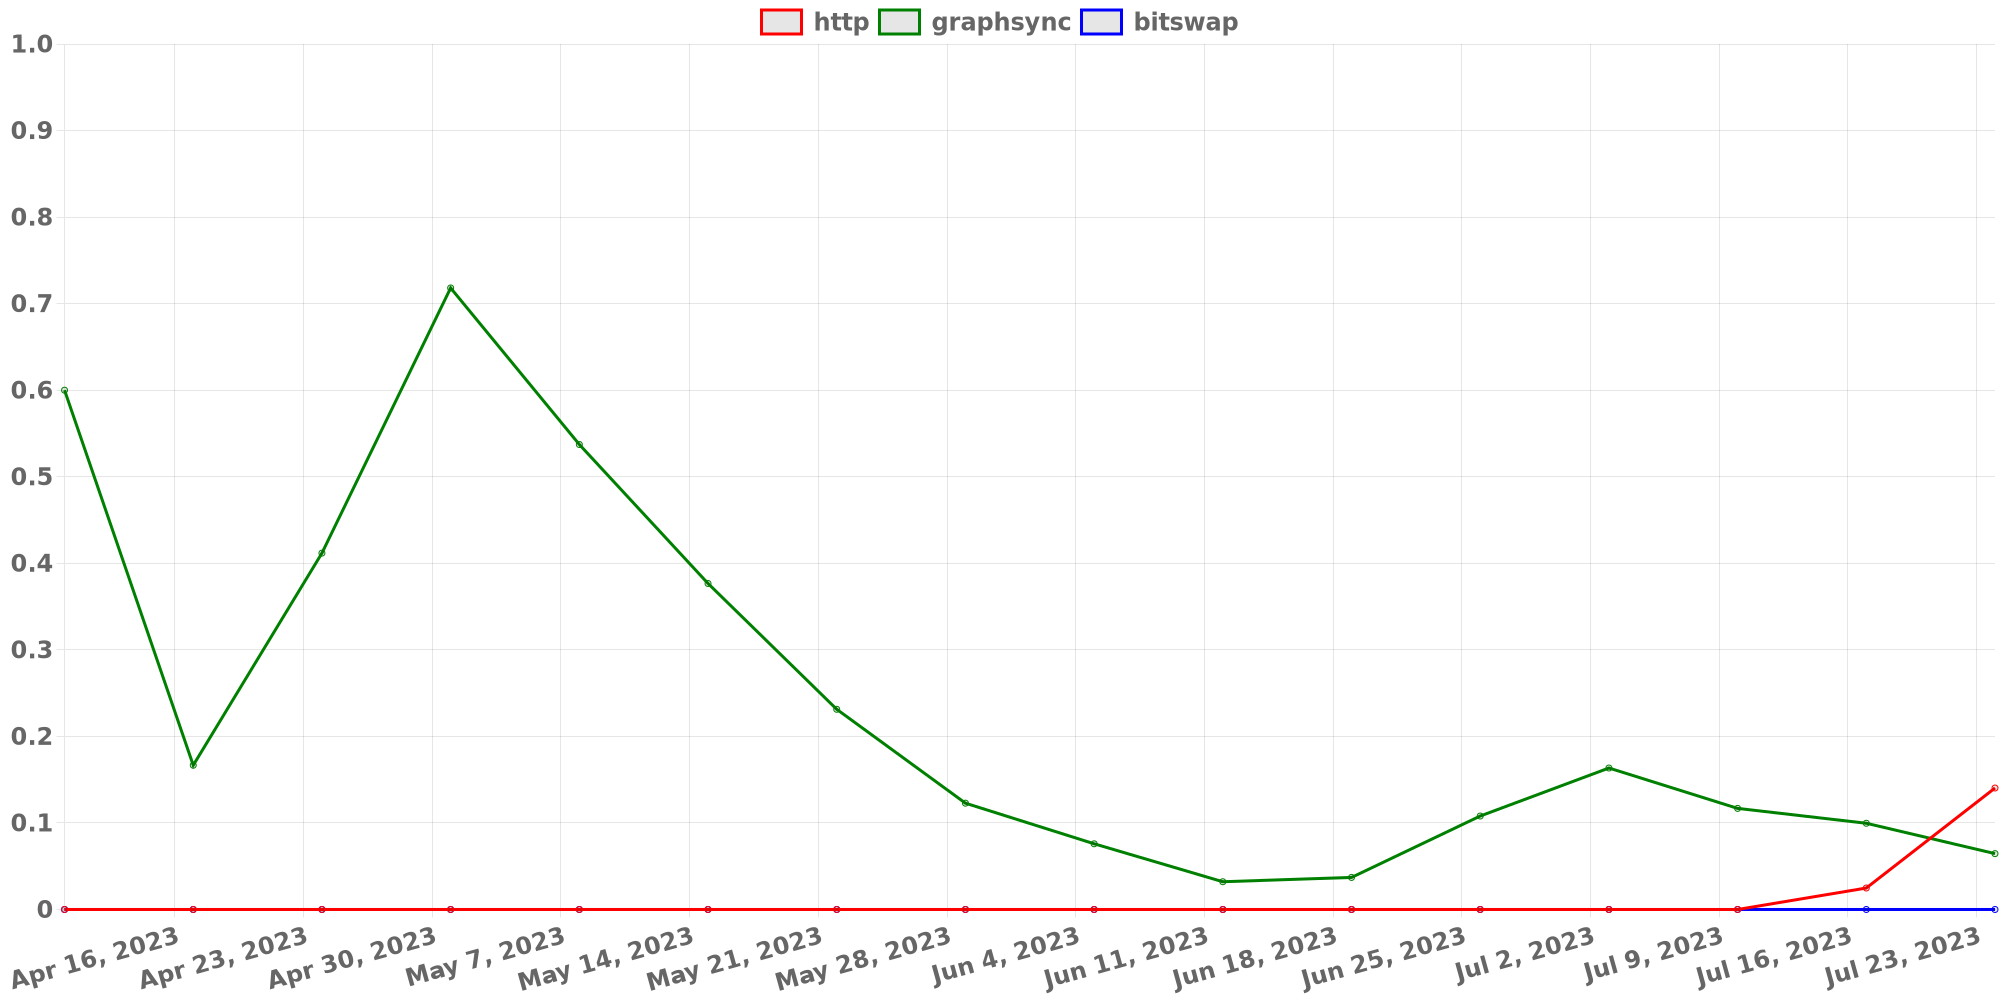 http graphsync bitswap
1.0
0.9
0.8
0.7
0.6
0.5
0.4
0.3
0.2
0.1
0
Apr 16, 2023
Apr 23, 2023
Apr 30, 2023
May 7, 2023
May 14, 2023
May 21, 2023
May 28, 2023
Jun 4, 2023
Jun 11, 2023
Jun 18, 2023
Jun 25, 2023
Jul 2, 2023
Jul 9, 2023
Jul 16, 2023
Jul 23, 2023